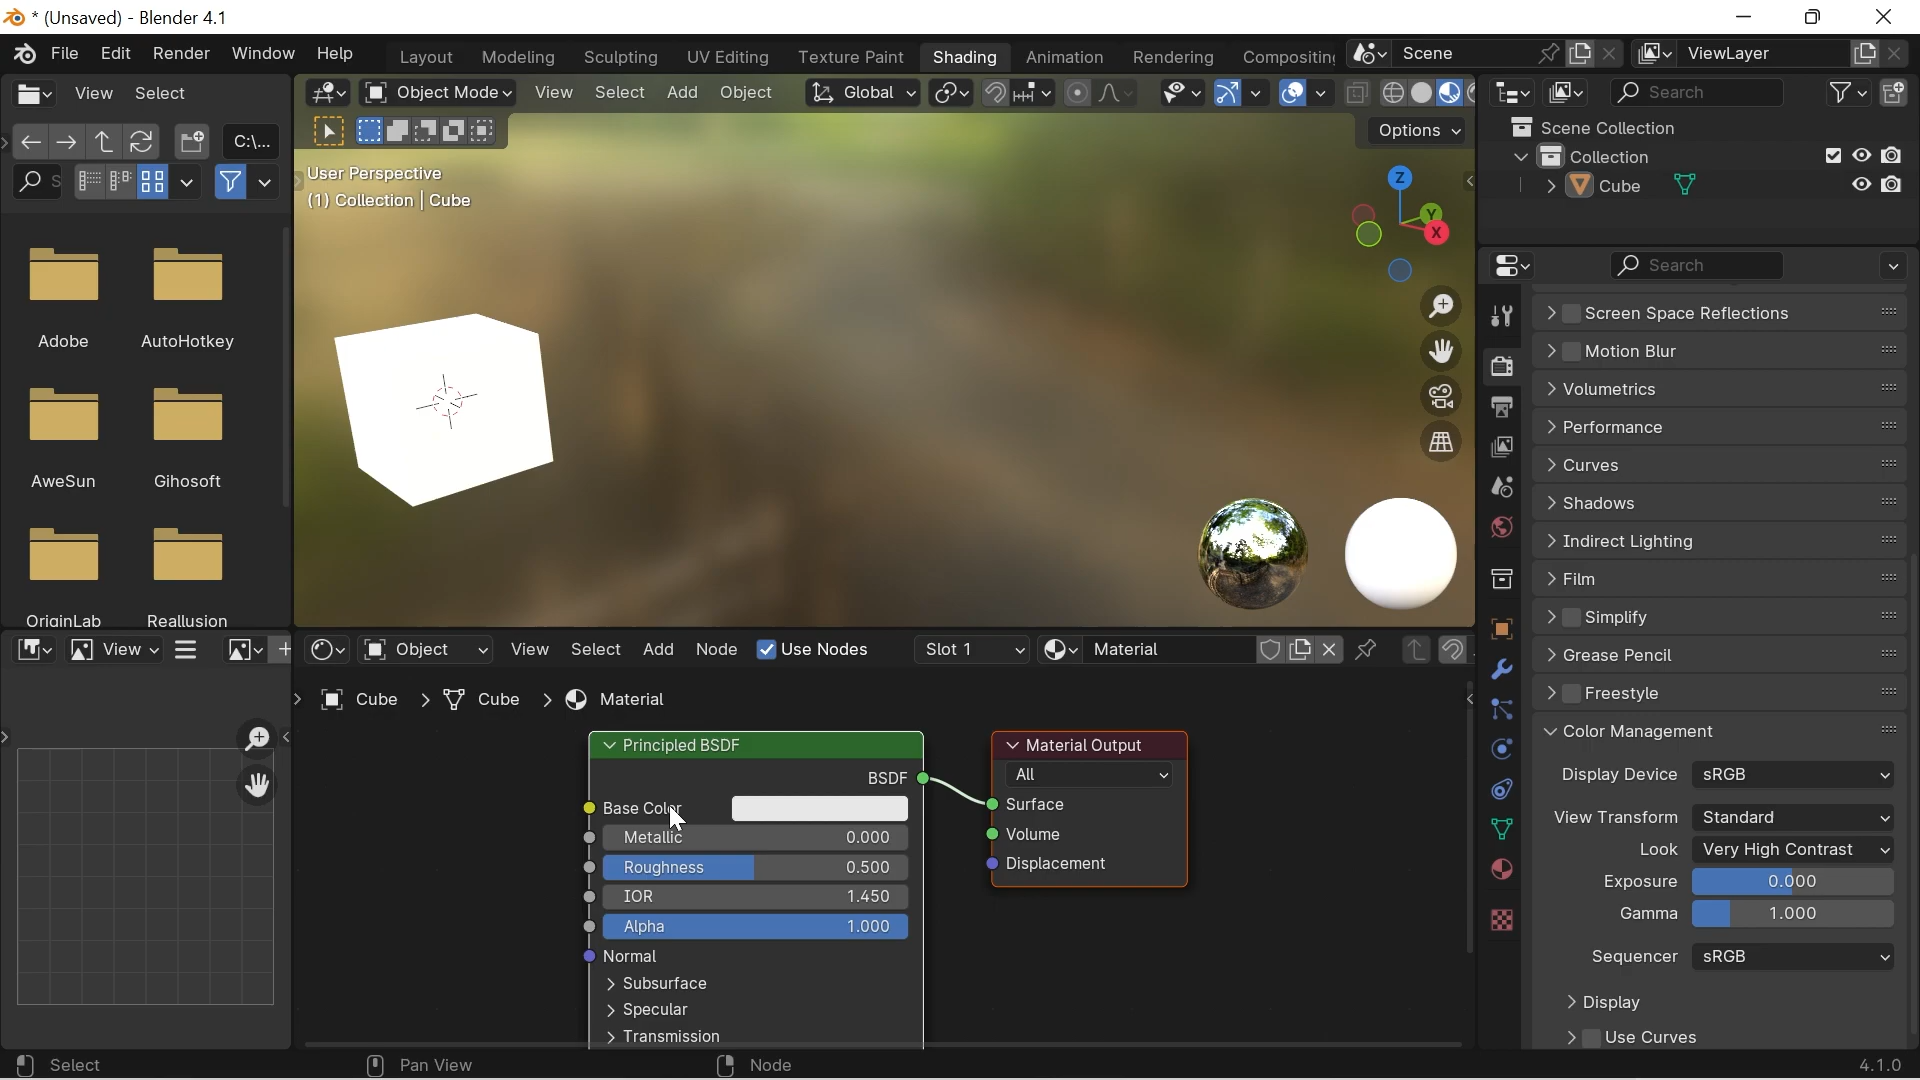 * (Unsaved) - Blender 4.1
File Edit Render Window Help
Layout Modeling Sculpting UV Editing Texture Paint Shading Animation Rendering Compositing
Scene
ViewLayer
View Select
Object Mode View Select Add Object
Global
Search
C:\...
Options
S
User Perspective
(1) Collection | Cube
Z
Y
X
Scene Collection
Collection
Cube
Adobe AutoHotkey
AweSun Gihosoft
OriginLab Reallusion
Search
Screen Space Reflections
Motion Blur
Volumetrics
Performance
Curves
Shadows
Indirect Lighting
Film
Simplify
Grease Pencil
Freestyle
Color Management
Display Device sRGB
View Transform Standard
Look Very High Contrast
Exposure 0.000
Gamma 1.000
Sequencer sRGB
Display
Use Curves
View
Object View Select Add Node Use Nodes Slot 1 Material
Cube > Cube > Material
Principled BSDF
BSDF
Base Color
Metallic 0.000
Roughness 0.500
IOR 1.450
Alpha 1.000
Normal
Subsurface
Specular
Transmission
Material Output
All
Surface
Volume
Displacement
Select Pan View Node
4.1.0